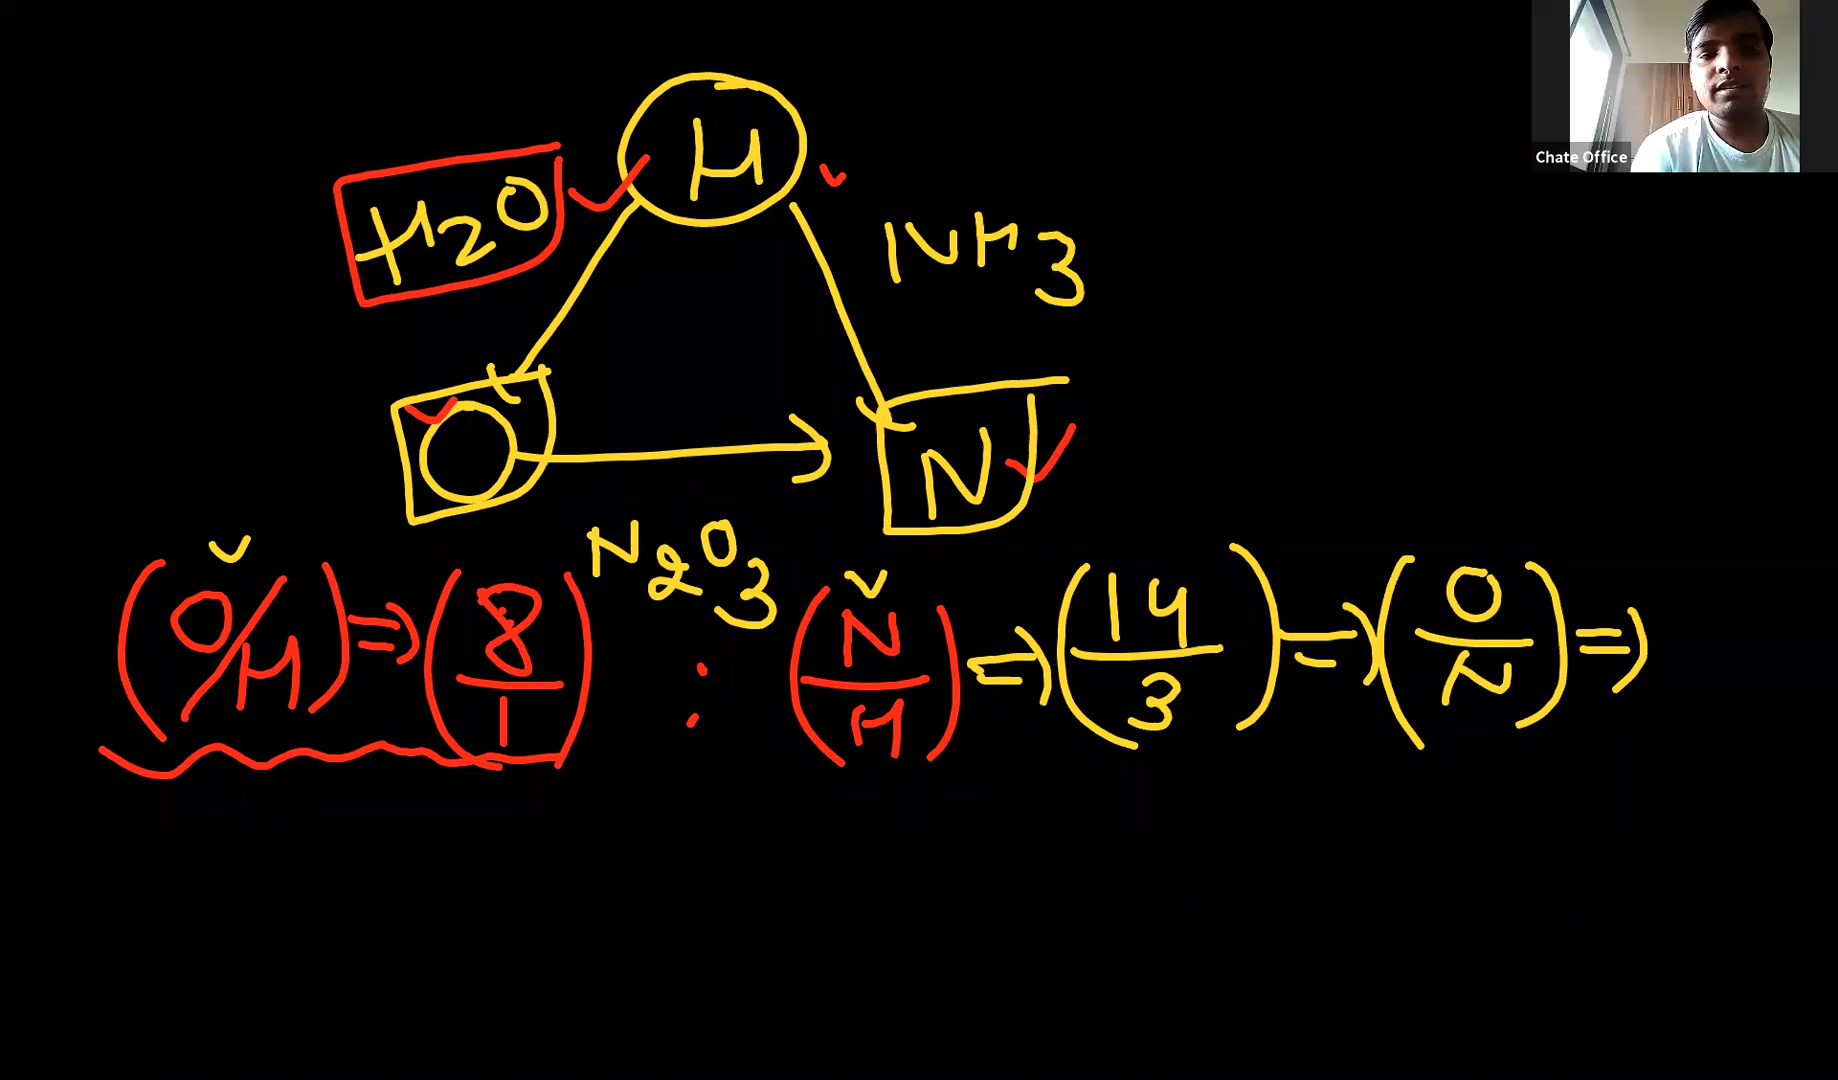 Chate Office
H
H2O
NH3
O
N
N2O3
(O/H) ⇒ (8/1) : (N/H) ⇒ (14/3) ⇒ (O/N) ⇒